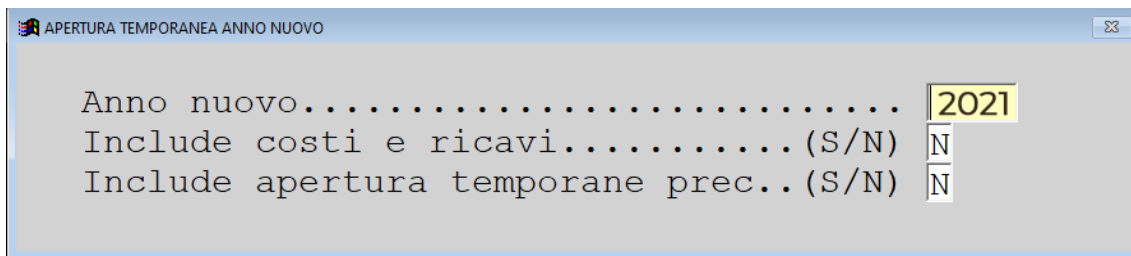 APERTURA TEMPORANEA ANNO NUOVO
Anno nuovo............................ 2021
Include costi e ricavi...........(S/N) N
Include apertura temporane prec..(S/N) N